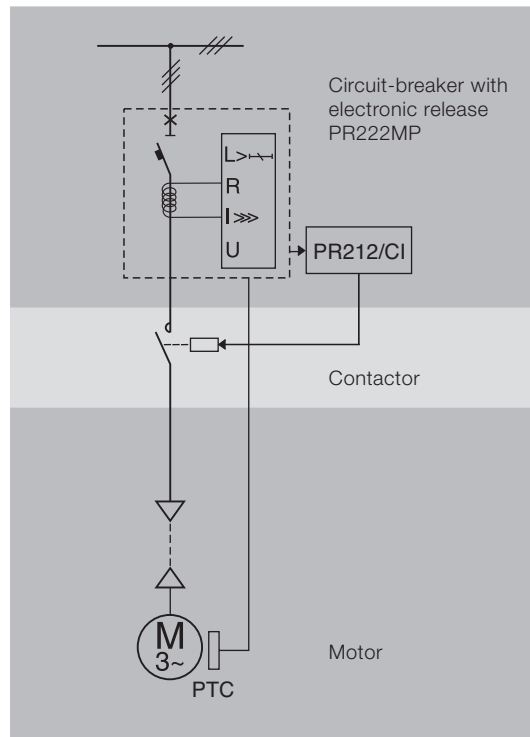 Circuit-breaker with
electronic release
PR222MP
L>
R
I>>>
U
PR212/CI
Contactor
M
3~
PTC
Motor